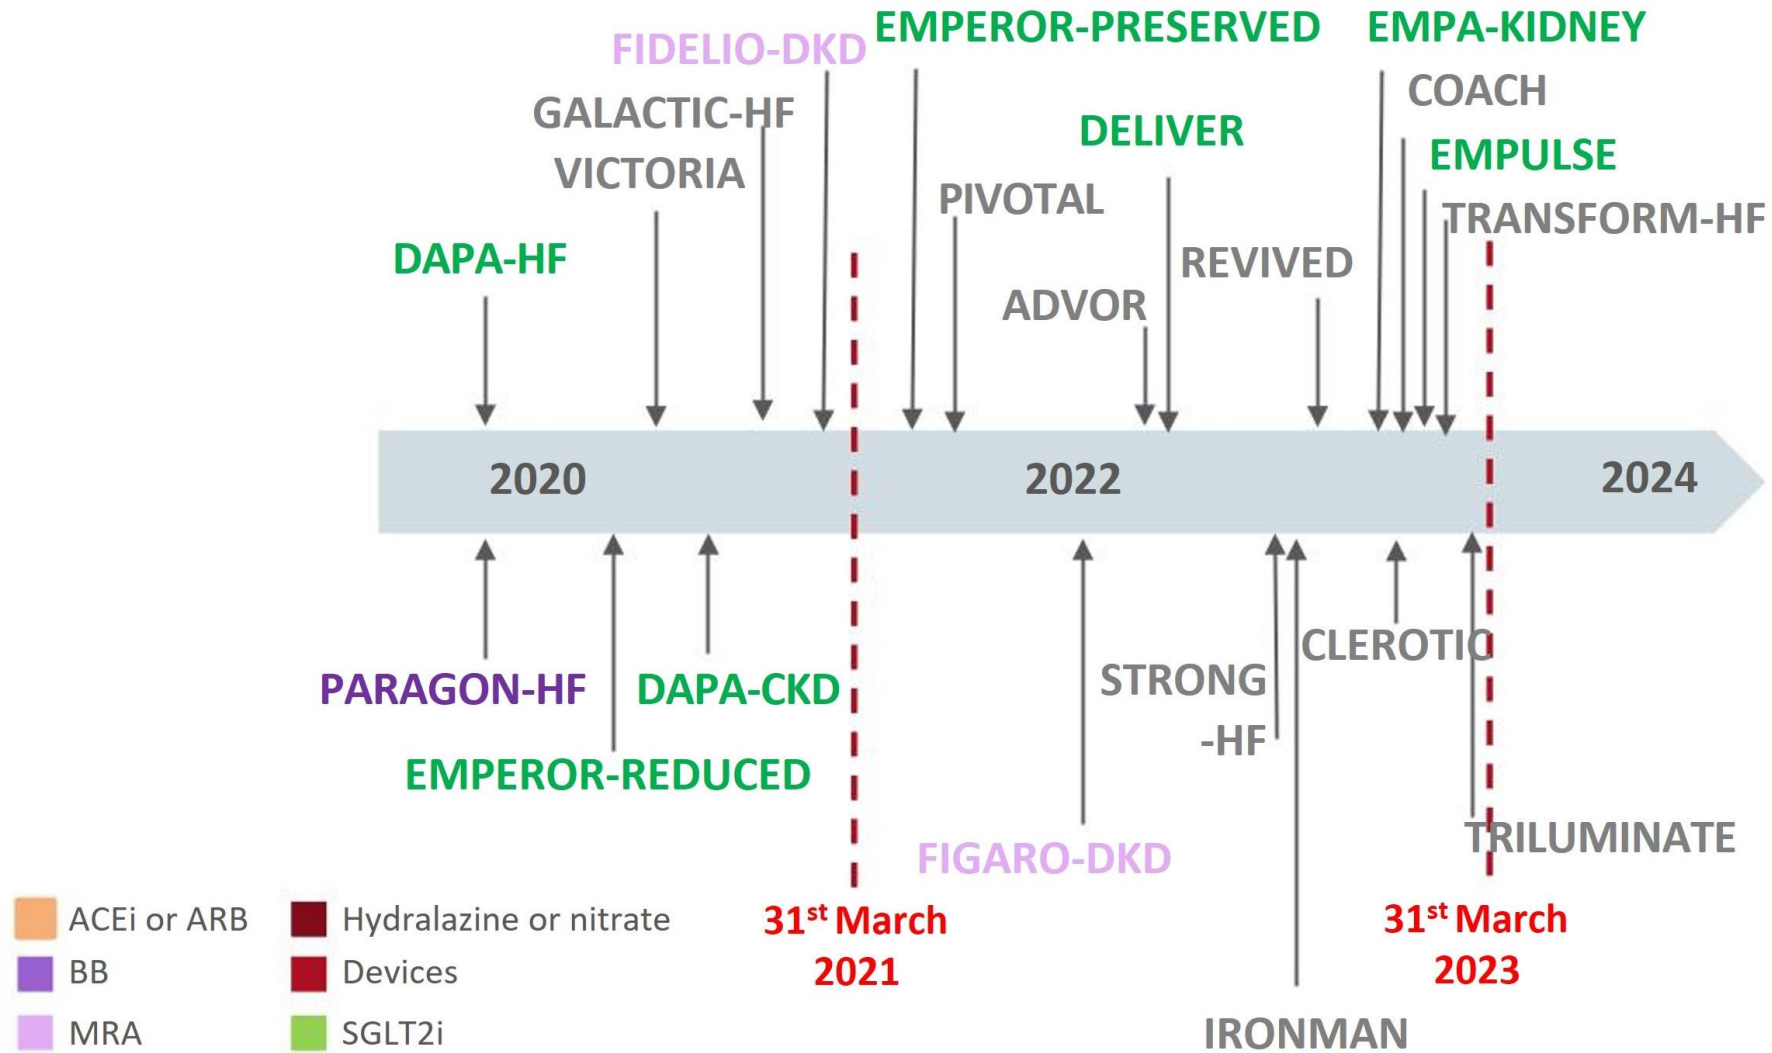 EMPEROR-PRESERVED
EMPA-KIDNEY
FIDELIO-DKD
COACH
GALACTIC-HF
DELIVER
EMPULSE
VICTORIA
PIVOTAL
TRANSFORM-HF
DAPA-HF
REVIVED
ADVOR
2020
2022
2024
CLEROTIC
PARAGON-HF
DAPA-CKD
STRONG
-HF
EMPEROR-REDUCED
FIGARO-DKD
TRILUMINATE
ACEi or ARB
Hydralazine or nitrate
31st March
2021
31st March
2023
BB
Devices
MRA
SGLT2i
IRONMAN